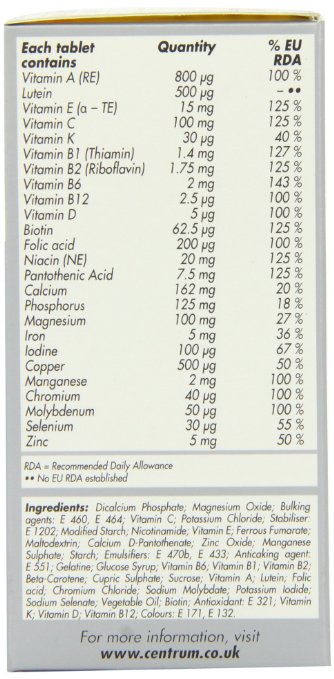 Each tablet contains Quantity % EU RDA
Vitamin A (RE) 800 µg 100 %
Lutein 500 µg – ••
Vitamin E (α – TE) 15 mg 125 %
Vitamin C 100 mg 125 %
Vitamin K 30 µg 40 %
Vitamin B1 (Thiamin) 1.4 mg 127 %
Vitamin B2 (Riboflavin) 1.75 mg 125 %
Vitamin B6 2 mg 143 %
Vitamin B12 2.5 µg 100 %
Vitamin D 5 µg 100 %
Biotin 62.5 µg 125 %
Folic acid 200 µg 100 %
Niacin (NE) 20 mg 125 %
Pantothenic Acid 7.5 mg 125 %
Calcium 162 mg 20 %
Phosphorus 125 mg 18 %
Magnesium 100 mg 27 %
Iron 5 mg 36 %
Iodine 100 µg 67 %
Copper 500 µg 50 %
Manganese 2 mg 100 %
Chromium 40 µg 100 %
Molybdenum 50 µg 100 %
Selenium 30 µg 55 %
Zinc 5 mg 50 %
RDA = Recommended Daily Allowance
•• No EU RDA established
Ingredients: Dicalcium Phosphate; Magnesium Oxide; Bulking
agents: E 460, E 464; Vitamin C; Potassium Chloride; Stabiliser:
E 1202; Modified Starch; Nicotinamide, Vitamin E; Ferrous Fumarate;
Maltodextrin; Calcium D-Pantothenate; Zinc Oxide; Manganese
Sulphate; Starch; Emulsifiers: E 470b, E 433; Anticaking agent:
E 551; Gelatine; Glucose Syrup; Vitamin B6; Vitamin B1; Vitamin B2;
Beta-Carotene; Cupric Sulphate; Sucrose; Vitamin A; Lutein; Folic
acid; Chromium Chloride; Sodium Molybdate; Potassium Iodide;
Sodium Selenate; Vegetable Oil; Biotin; Antioxidant: E 321; Vitamin
K; Vitamin D; Vitamin B12; Colours: E 171, E 132.
For more information, visit
www.centrum.co.uk